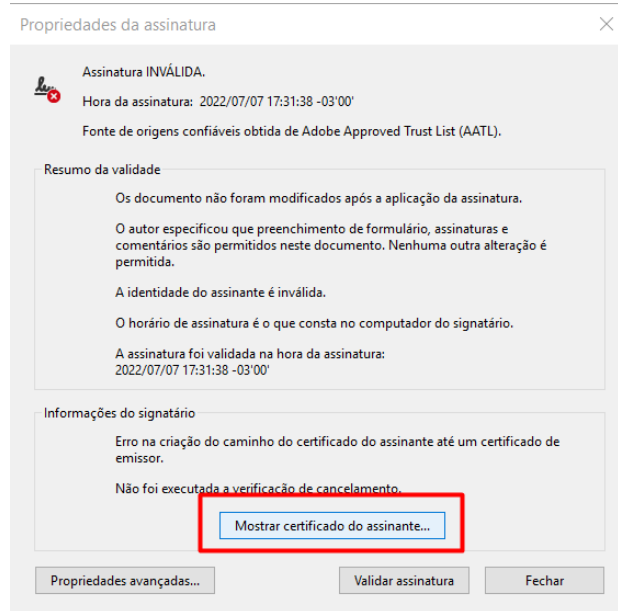 Propriedades da assinatura
Assinatura INVÁLIDA.
Hora da assinatura: 2022/07/07 17:31:38 -03'00'
Fonte de origens confiáveis obtida de Adobe Approved Trust List (AATL).
Resumo da validade
Os documento não foram modificados após a aplicação da assinatura.
O autor especificou que preenchimento de formulário, assinaturas e
comentários são permitidos neste documento. Nenhuma outra alteração é
permitida.
A identidade do assinante é inválida.
O horário de assinatura é o que consta no computador do signatário.
A assinatura foi validada na hora da assinatura:
2022/07/07 17:31:38 -03'00'
Informações do signatário
Erro na criação do caminho do certificado do assinante até um certificado de
emissor.
Não foi executada a verificação de cancelamento.
Mostrar certificado do assinante...
Propriedades avançadas...
Validar assinatura
Fechar